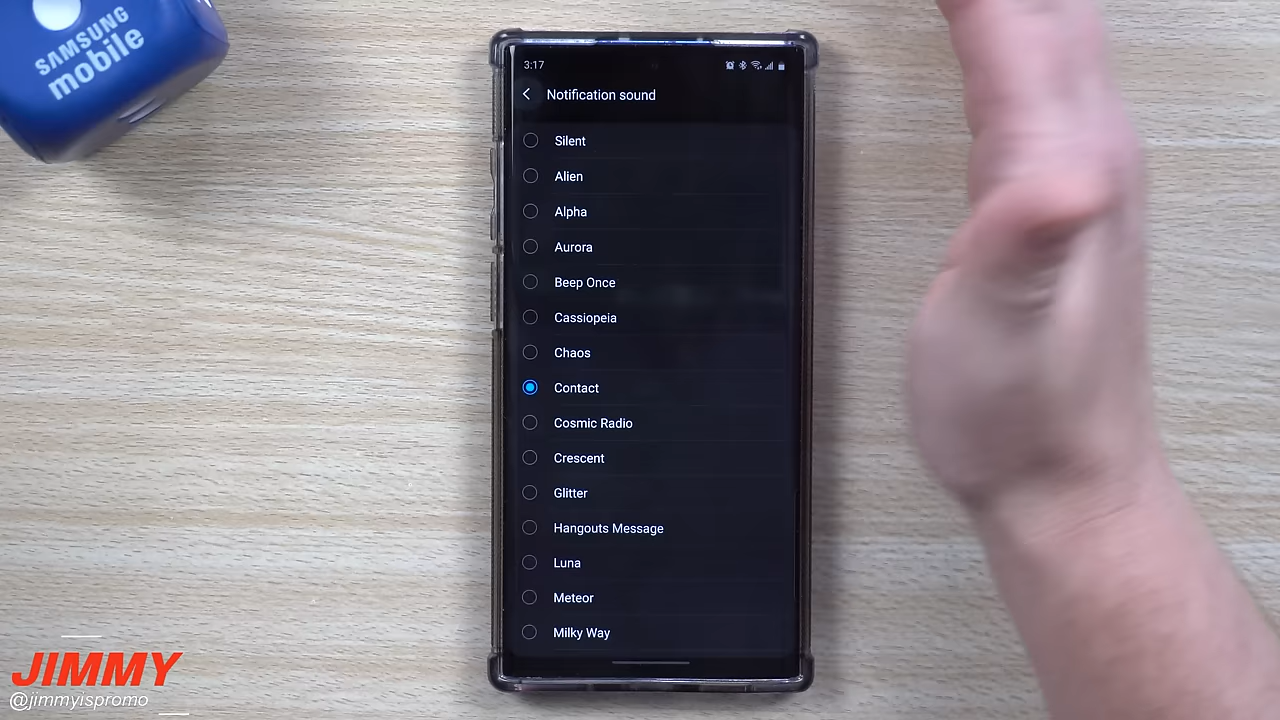 SAMSUNG
mobile
3:17
Notification sound
Silent
Alien
Alpha
Aurora
Beep Once
Cassiopeia
Chaos
Contact
Cosmic Radio
Crescent
Glitter
Hangouts Message
Luna
Meteor
Milky Way
JIMMY
@jimmyispromo